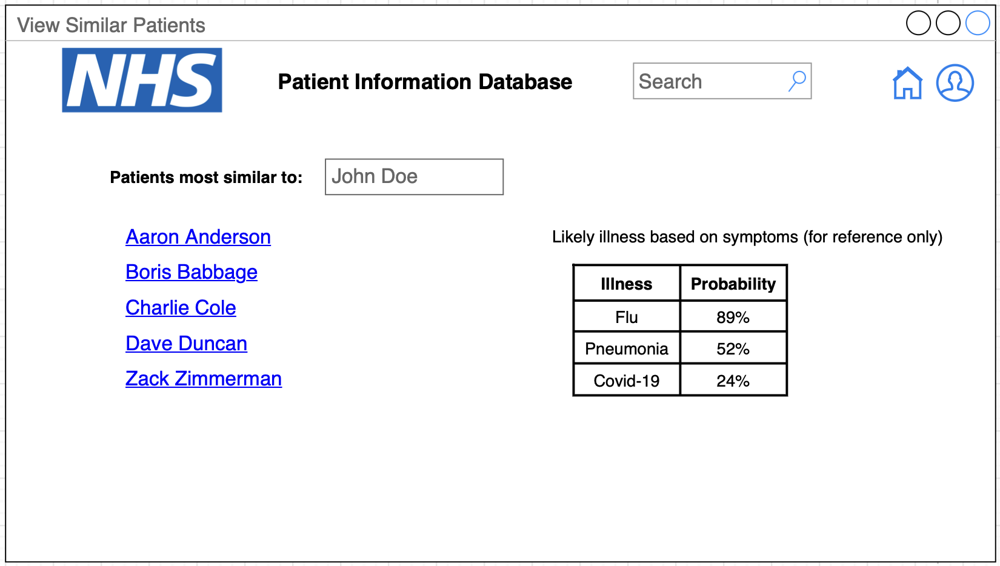 View Similar Patients
NHS
Patient Information Database
Search
Patients most similar to:
John Doe
Aaron Anderson
Boris Babbage
Charlie Cole
Dave Duncan
Zack Zimmerman
Likely illness based on symptoms (for reference only)
Illness Probability
Flu 89%
Pneumonia 52%
Covid-19 24%